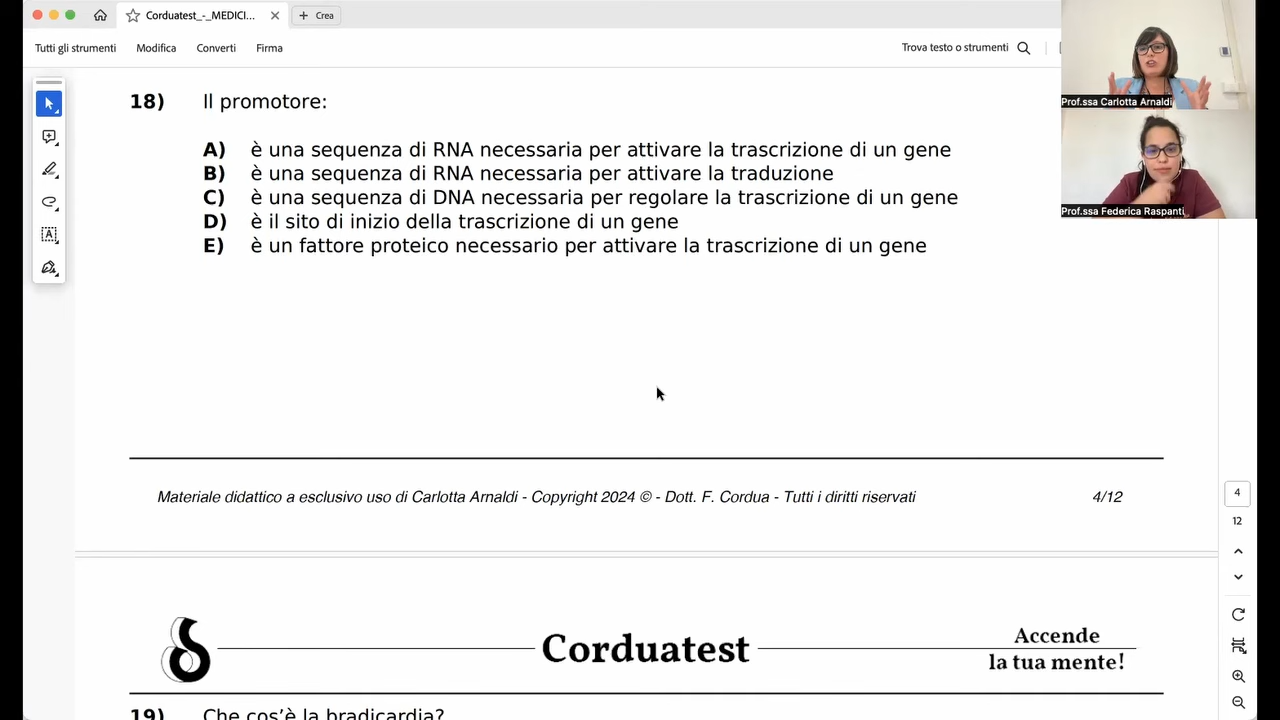 Corduatest_-_MEDICI...
Crea
Tutti gli strumenti
Modifica
Converti
Firma
Trova testo o strumenti
18) Il promotore:
A) è una sequenza di RNA necessaria per attivare la trascrizione di un gene
B) è una sequenza di RNA necessaria per attivare la traduzione
C) è una sequenza di DNA necessaria per regolare la trascrizione di un gene
D) è il sito di inizio della trascrizione di un gene
E) è un fattore proteico necessario per attivare la trascrizione di un gene
Prof.ssa Carlotta Arnaldi
Prof.ssa Federica Raspanti
Materiale didattico a esclusivo uso di Carlotta Arnaldi - Copyright 2024 © - Dott. F. Cordua - Tutti i diritti riservati
4/12
4
12
Corduatest
Accende
la tua mente!
19) Che cos'è la bradicardia?